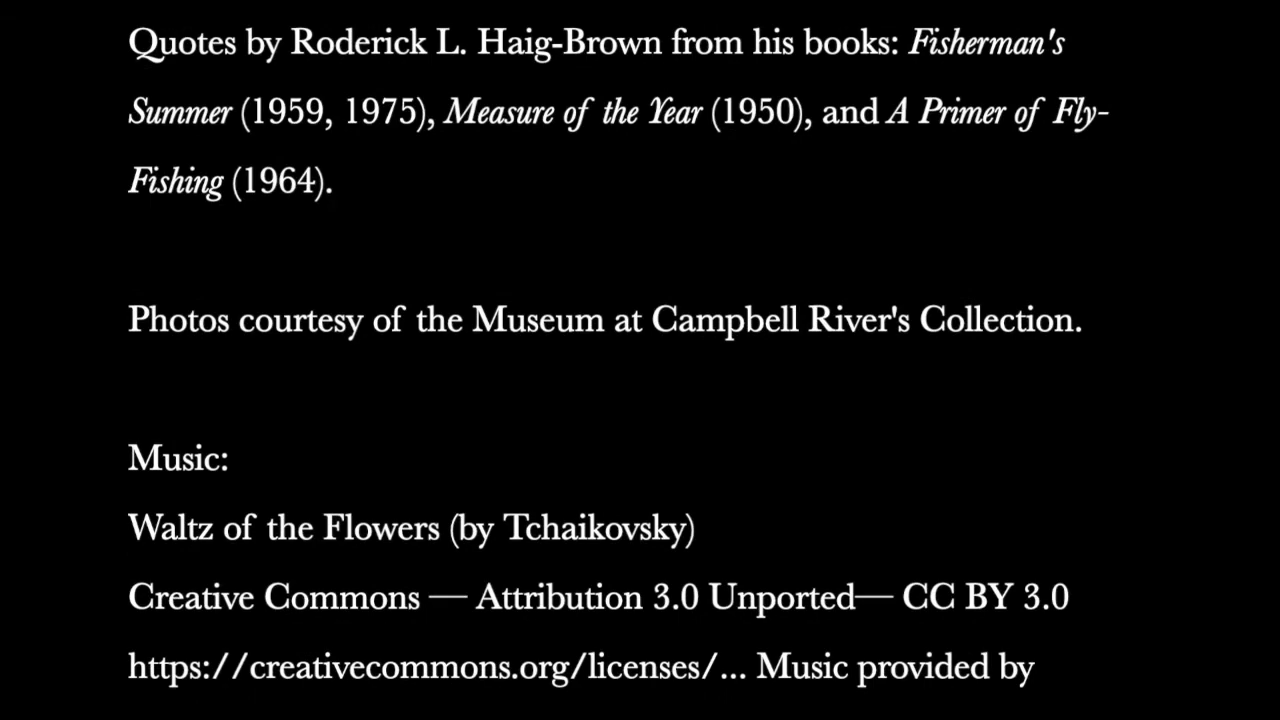 Quotes by Roderick L. Haig-Brown from his books: Fisherman's
Summer (1959, 1975), Measure of the Year (1950), and A Primer of Fly-
Fishing (1964).
Photos courtesy of the Museum at Campbell River's Collection.
Music:
Waltz of the Flowers (by Tchaikovsky)
Creative Commons — Attribution 3.0 Unported— CC BY 3.0
https://creativecommons.org/licenses/... Music provided by